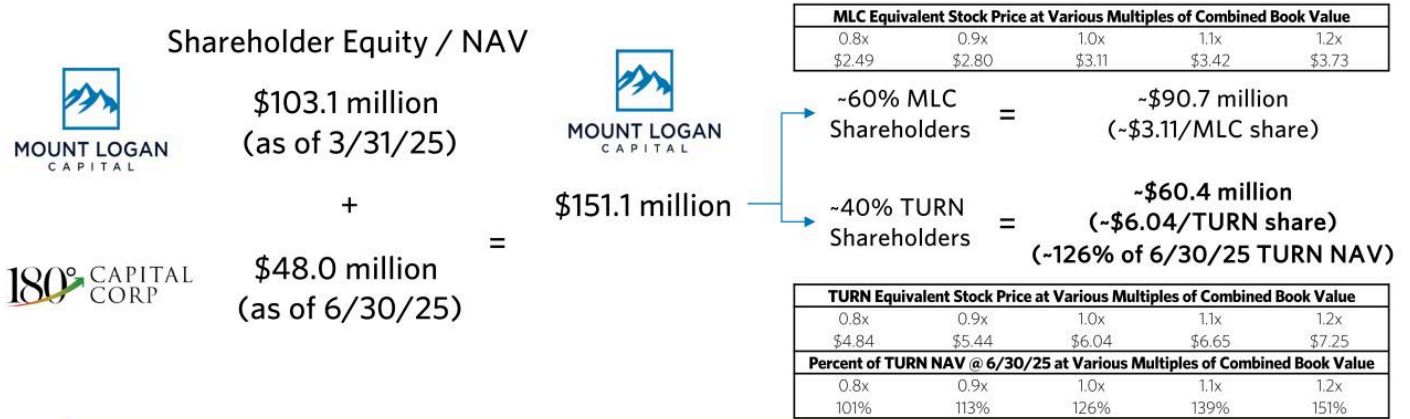 Shareholder Equity / NAV
MOUNT LOGAN
CAPITAL
$103.1 million
(as of 3/31/25)
+
180° CAPITAL
CORP
$48.0 million
(as of 6/30/25)
=
MOUNT LOGAN
CAPITAL
$151.1 million
MLC Equivalent Stock Price at Various Multiples of Combined Book Value
0.8x 0.9x 1.0x 1.1x 1.2x
$2.49 $2.80 $3.11 $3.42 $3.73
~60% MLC
Shareholders
=
~$90.7 million
(~$3.11/MLC share)
~40% TURN
Shareholders
=
~$60.4 million
(~$6.04/TURN share)
(~126% of 6/30/25 TURN NAV)
TURN Equivalent Stock Price at Various Multiples of Combined Book Value
0.8x 0.9x 1.0x 1.1x 1.2x
$4.84 $5.44 $6.04 $6.65 $7.25
Percent of TURN NAV @ 6/30/25 at Various Multiples of Combined Book Value
0.8x 0.9x 1.0x 1.1x 1.2x
101% 113% 126% 139% 151%